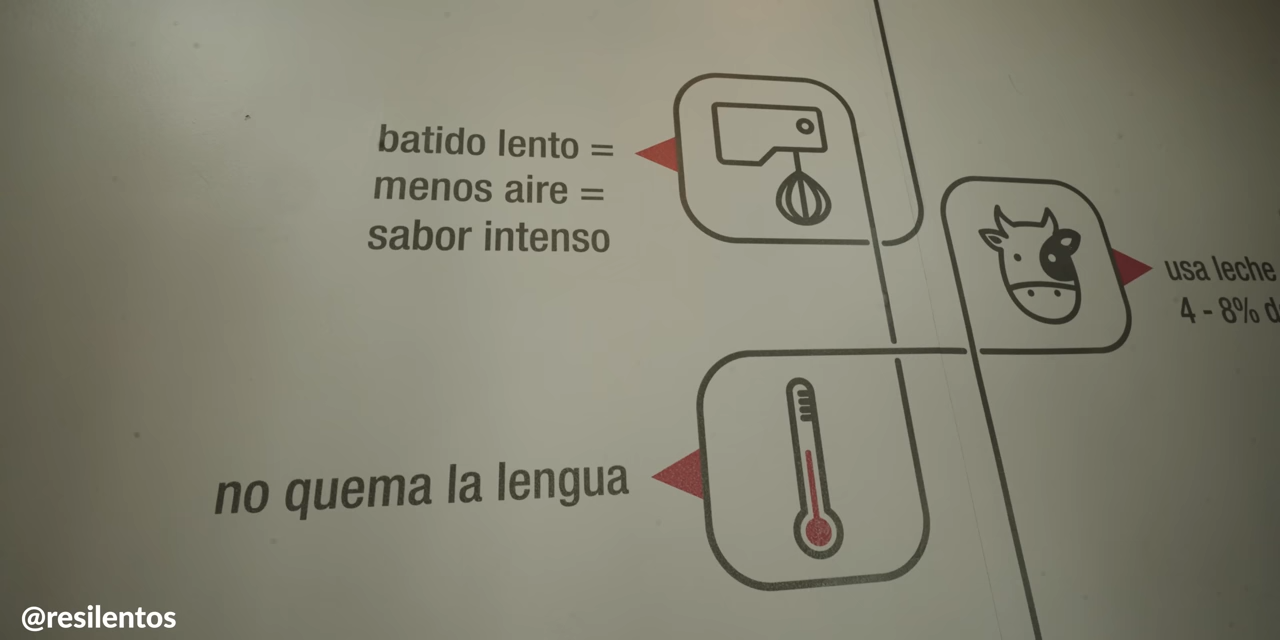 batido lento =
menos aire =
sabor intenso
usa leche
4 - 8%
no quema la lengua
@resilentos